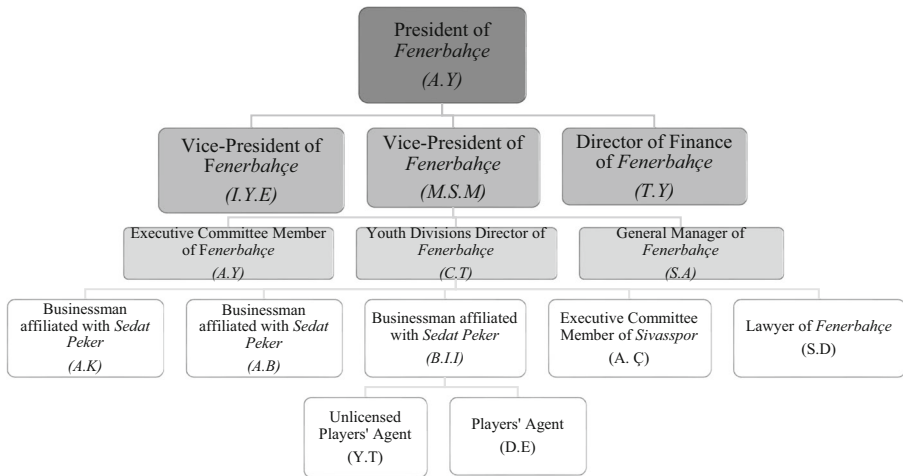 President of
Fenerbahçe
(A.Y)
Vice-President of
Fenerbahçe
(I.Y.E)
Vice-President of
Fenerbahçe
(M.S.M)
Director of Finance
of Fenerbahçe
(T.Y)
Executive Committee Member
of Fenerbahçe
(A.Y)
Youth Divisions Director of
Fenerbahçe
(C.T)
General Manager of
Fenerbahçe
(S.A)
Businessman
affiliated with Sedat
Peker
(A.K)
Businessman
affiliated with Sedat
Peker
(A.B)
Businessman affiliated
with Sedat Peker
(B.I.I)
Executive Committee
Member of Sivasspor
(A. Ç)
Lawyer of Fenerbahçe
(S.D)
Unlicensed
Players' Agent
(Y.T)
Players' Agent
(D.E)